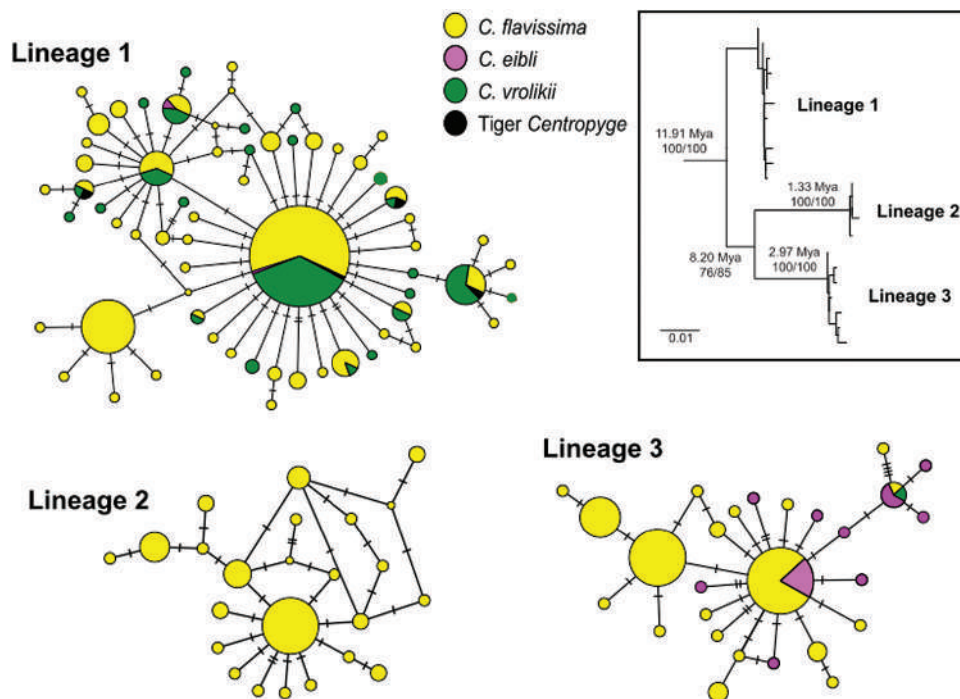 Lineage 1
C. flavissima
C. eibli
C. vrolikii
Tiger Centropyge
11.91 Mya
100/100
Lineage 1
1.33 Mya
100/100
Lineage 2
8.20 Mya
76/85
2.97 Mya
100/100
Lineage 3
0.01
Lineage 2
Lineage 3